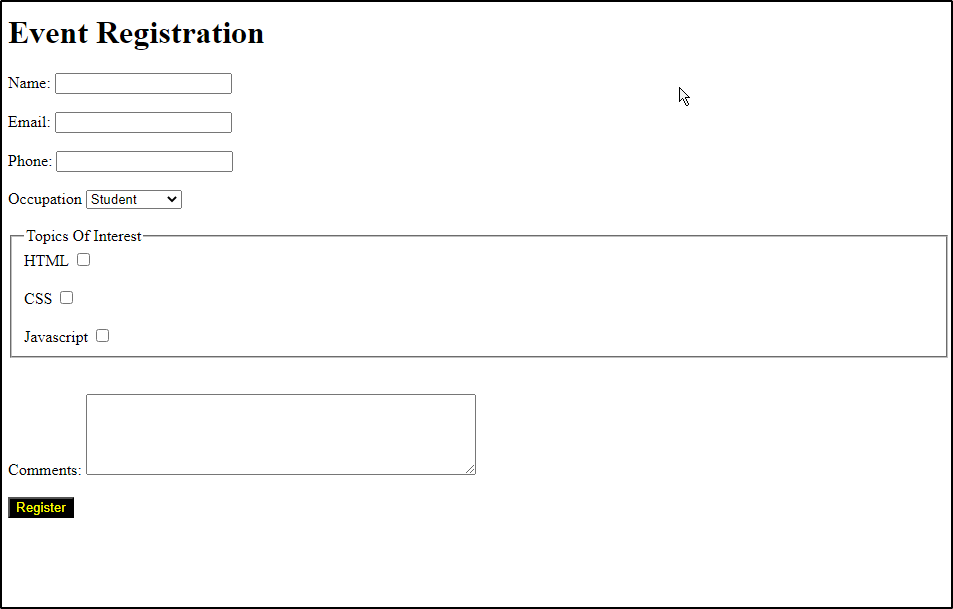 Event Registration
Name:
Email:
Phone:
Occupation Student
Topics Of Interest
HTML
CSS
Javascript
Comments:
Register